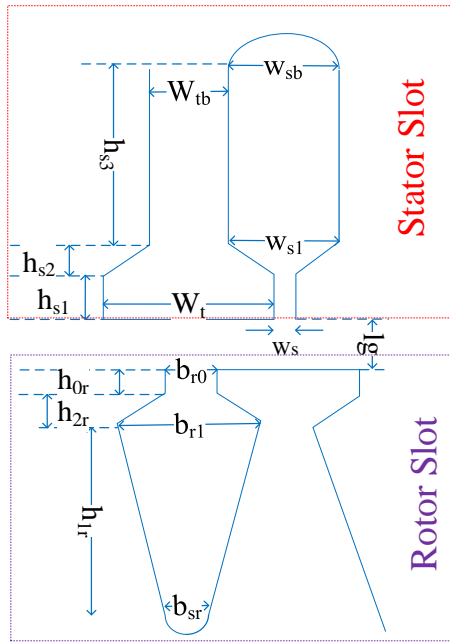 w_sb
W_tb
h_s3
w_s1
h_s2
h_s1
W_t
w_s
lg
Stator Slot
h_0r
b_r0
h_2r
b_r1
h_1r
b_sr
Rotor Slot